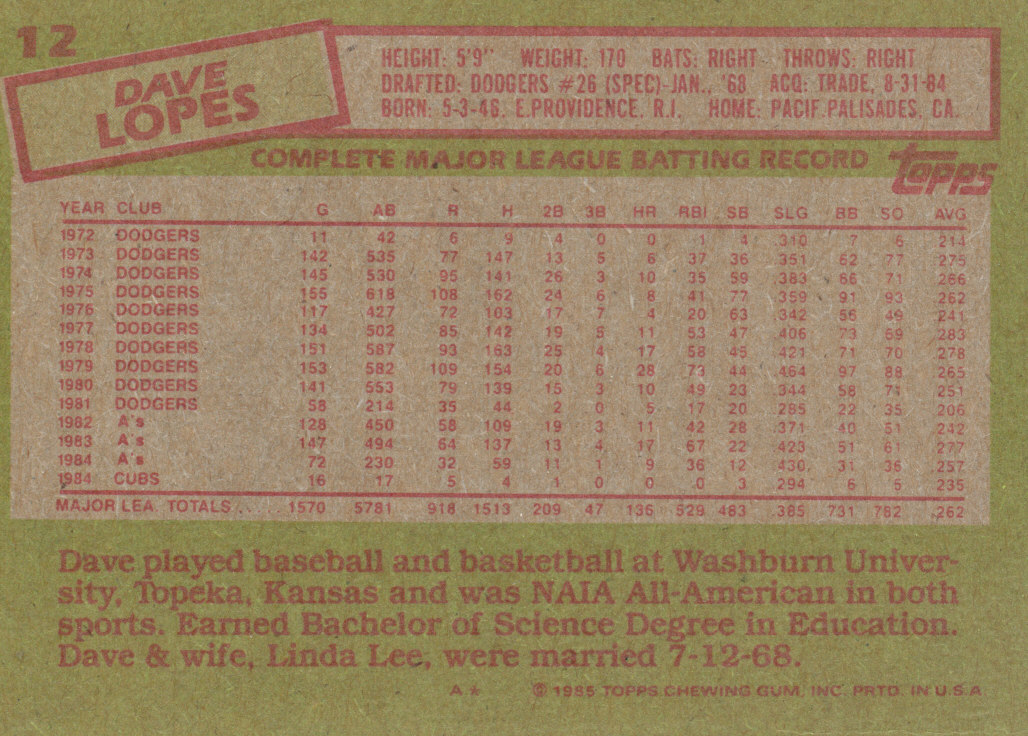 12
DAVE
LOPES
HEIGHT: 5'9" WEIGHT: 170 BATS: RIGHT THROWS: RIGHT
DRAFTED: DODGERS #26 (SPEC)-JAN., '68 ACQ: TRADE, 8-31-84
BORN: 5-3-46, E.PROVIDENCE, R.I. HOME: PACIF.PALISADES, CA.
COMPLETE MAJOR LEAGUE BATTING RECORD
topps
YEAR CLUB G AB R H 2B 3B HR RBI SB SLG BB SO AVG
1972 DODGERS 11 42 6 9 4 0 0 1 4 .310 7 6 .214
1973 DODGERS 142 535 77 147 13 5 6 37 36 .351 62 77 .275
1974 DODGERS 145 530 95 141 26 3 10 35 59 .383 66 71 .266
1975 DODGERS 155 618 108 162 24 6 8 41 77 .359 91 93 .262
1976 DODGERS 117 427 72 103 17 7 4 20 63 .342 56 49 .241
1977 DODGERS 134 502 85 142 19 5 11 53 47 .406 73 69 .283
1978 DODGERS 151 587 93 163 25 4 17 58 45 .421 71 70 .278
1979 DODGERS 153 582 109 154 20 6 28 73 44 .464 97 88 .265
1980 DODGERS 141 553 79 139 15 3 10 49 23 .344 58 71 .251
1981 DODGERS 58 214 35 44 2 0 5 17 20 .285 22 35 .206
1982 A's 128 450 58 109 19 3 11 42 28 .371 40 51 .242
1983 A's 147 494 64 137 13 4 17 67 22 .423 51 61 .277
1984 A's 72 230 32 59 11 1 9 36 12 .430 31 36 .257
1984 CUBS 16 17 5 4 1 0 0 0 3 .294 6 5 .235
MAJOR LEA. TOTALS.... 1570 5781 918 1513 209 47 136 529 483 .385 731 782 .262
Dave played baseball and basketball at Washburn Univer-
sity, Topeka, Kansas and was NAIA All-American in both
sports. Earned Bachelor of Science Degree in Education.
Dave & wife, Linda Lee, were married 7-12-68.
A* © 1985 TOPPS CHEWING GUM, INC. PRTD. IN U.S.A.